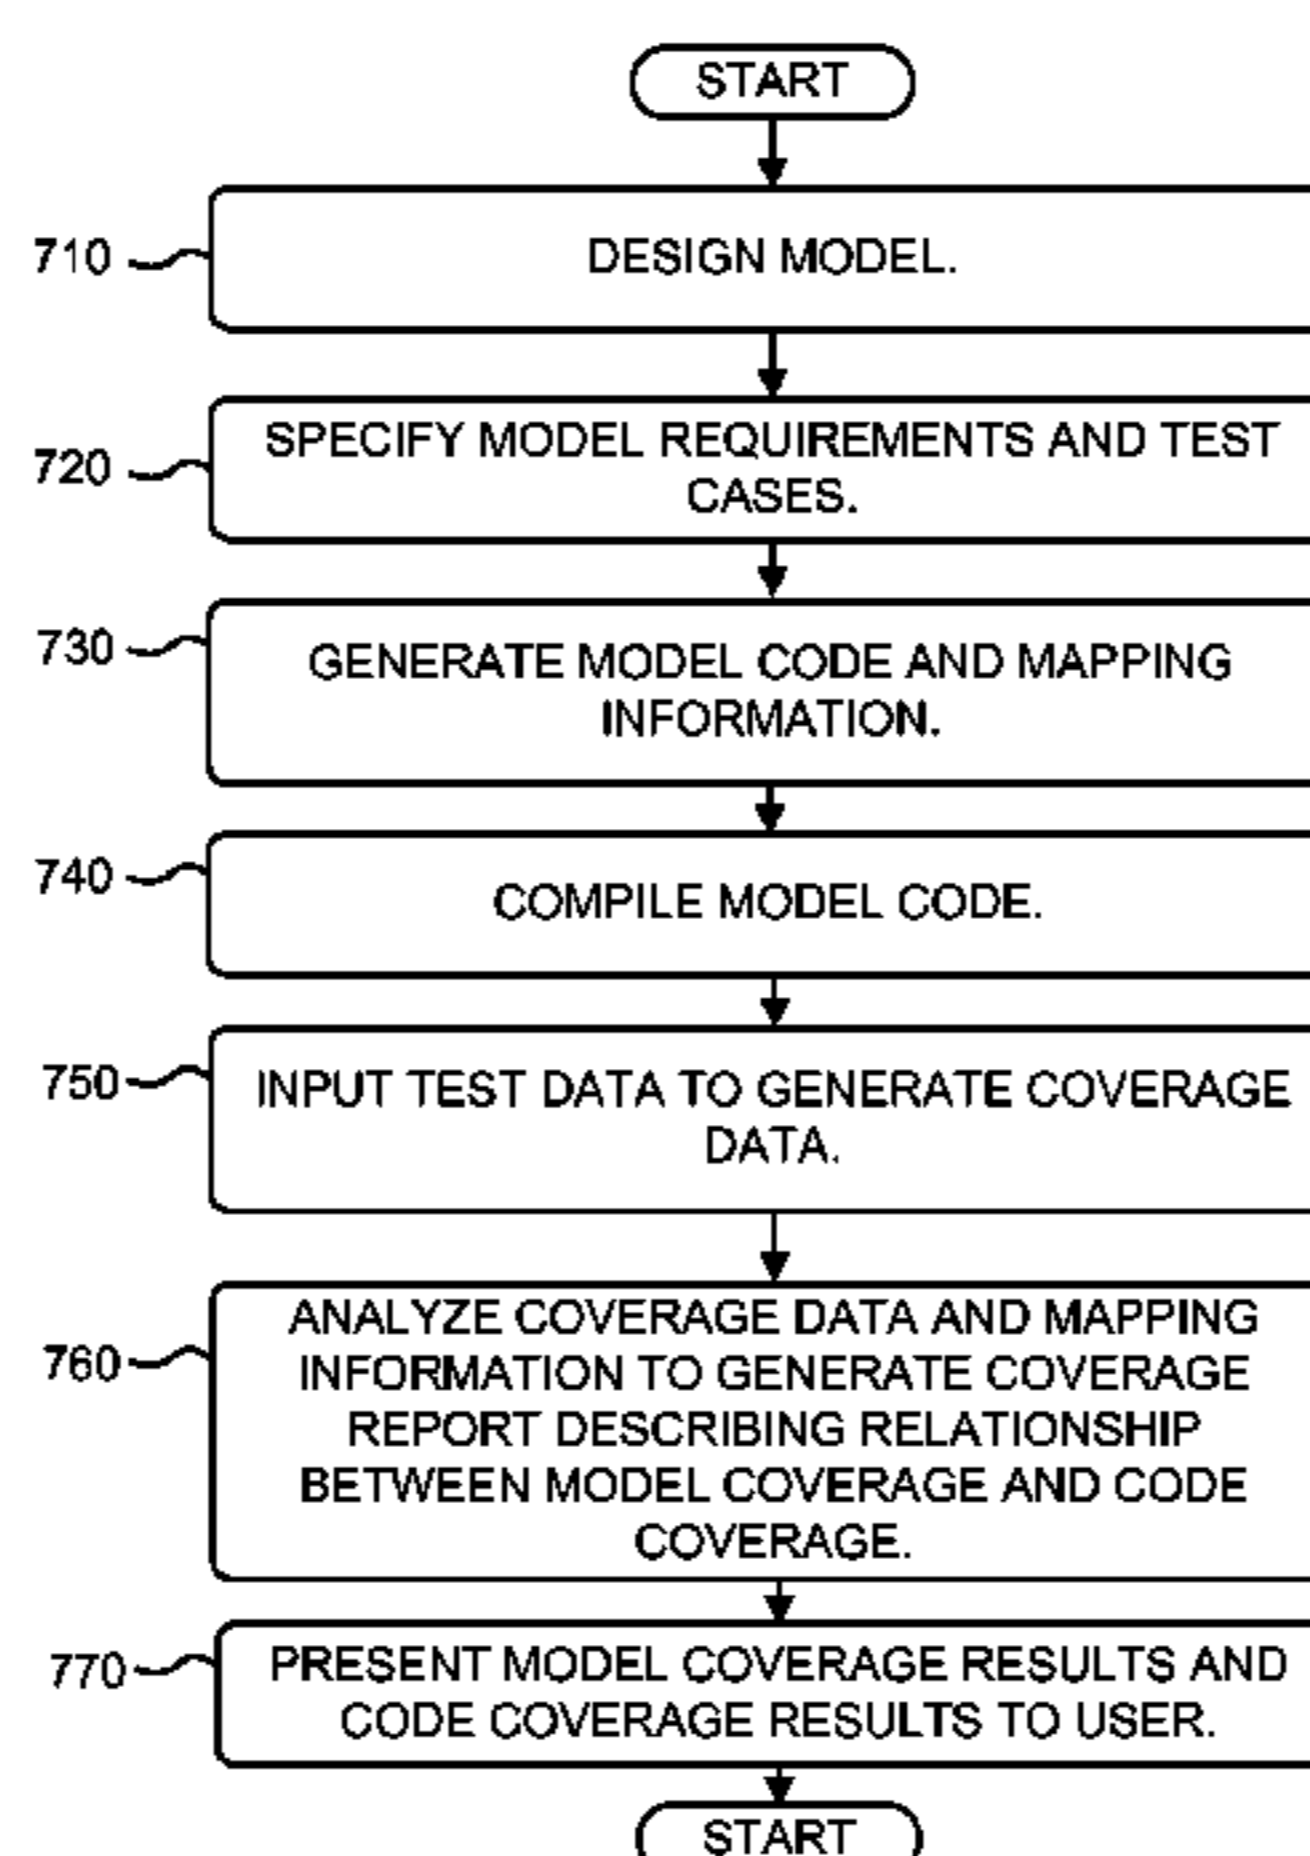 START
710
DESIGN MODEL.
720
SPECIFY MODEL REQUIREMENTS AND TEST
CASES.
730
GENERATE MODEL CODE AND MAPPING
INFORMATION.
740
COMPILE MODEL CODE.
750
INPUT TEST DATA TO GENERATE COVERAGE
DATA.
760
ANALYZE COVERAGE DATA AND MAPPING
INFORMATION TO GENERATE COVERAGE
REPORT DESCRIBING RELATIONSHIP
BETWEEN MODEL COVERAGE AND CODE
COVERAGE.
770
PRESENT MODEL COVERAGE RESULTS AND
CODE COVERAGE RESULTS TO USER.
START